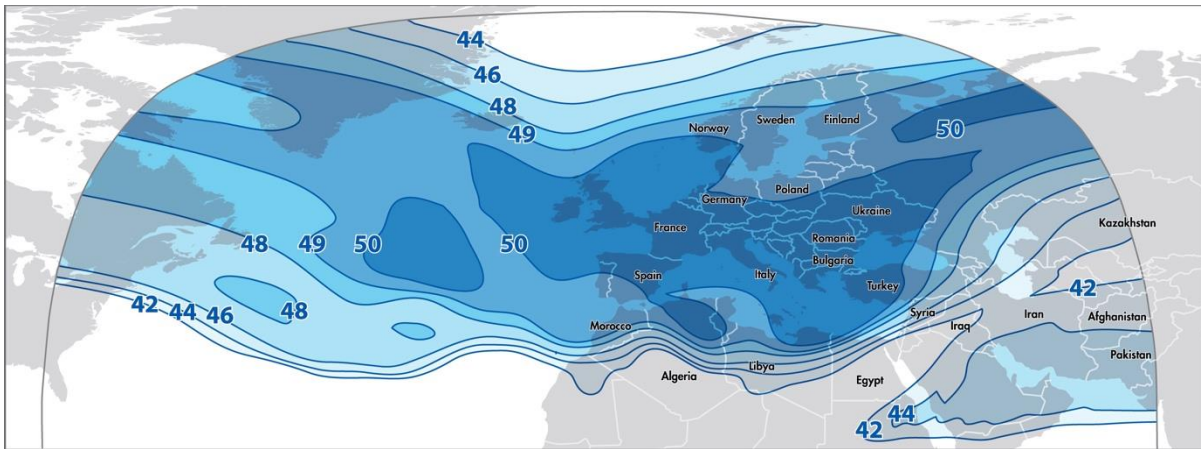 44
46
48
49
Norway
Sweden
Finland
50
Poland
Germany
Ukraine
France
Kazakhstan
48
49
50
50
Romania
Bulgaria
Spain
Italy
Turkey
42
42
44
46
48
Syria
Iran
Afghanistan
Morocco
Iraq
Pakistan
Algeria
Libya
Egypt
44
42